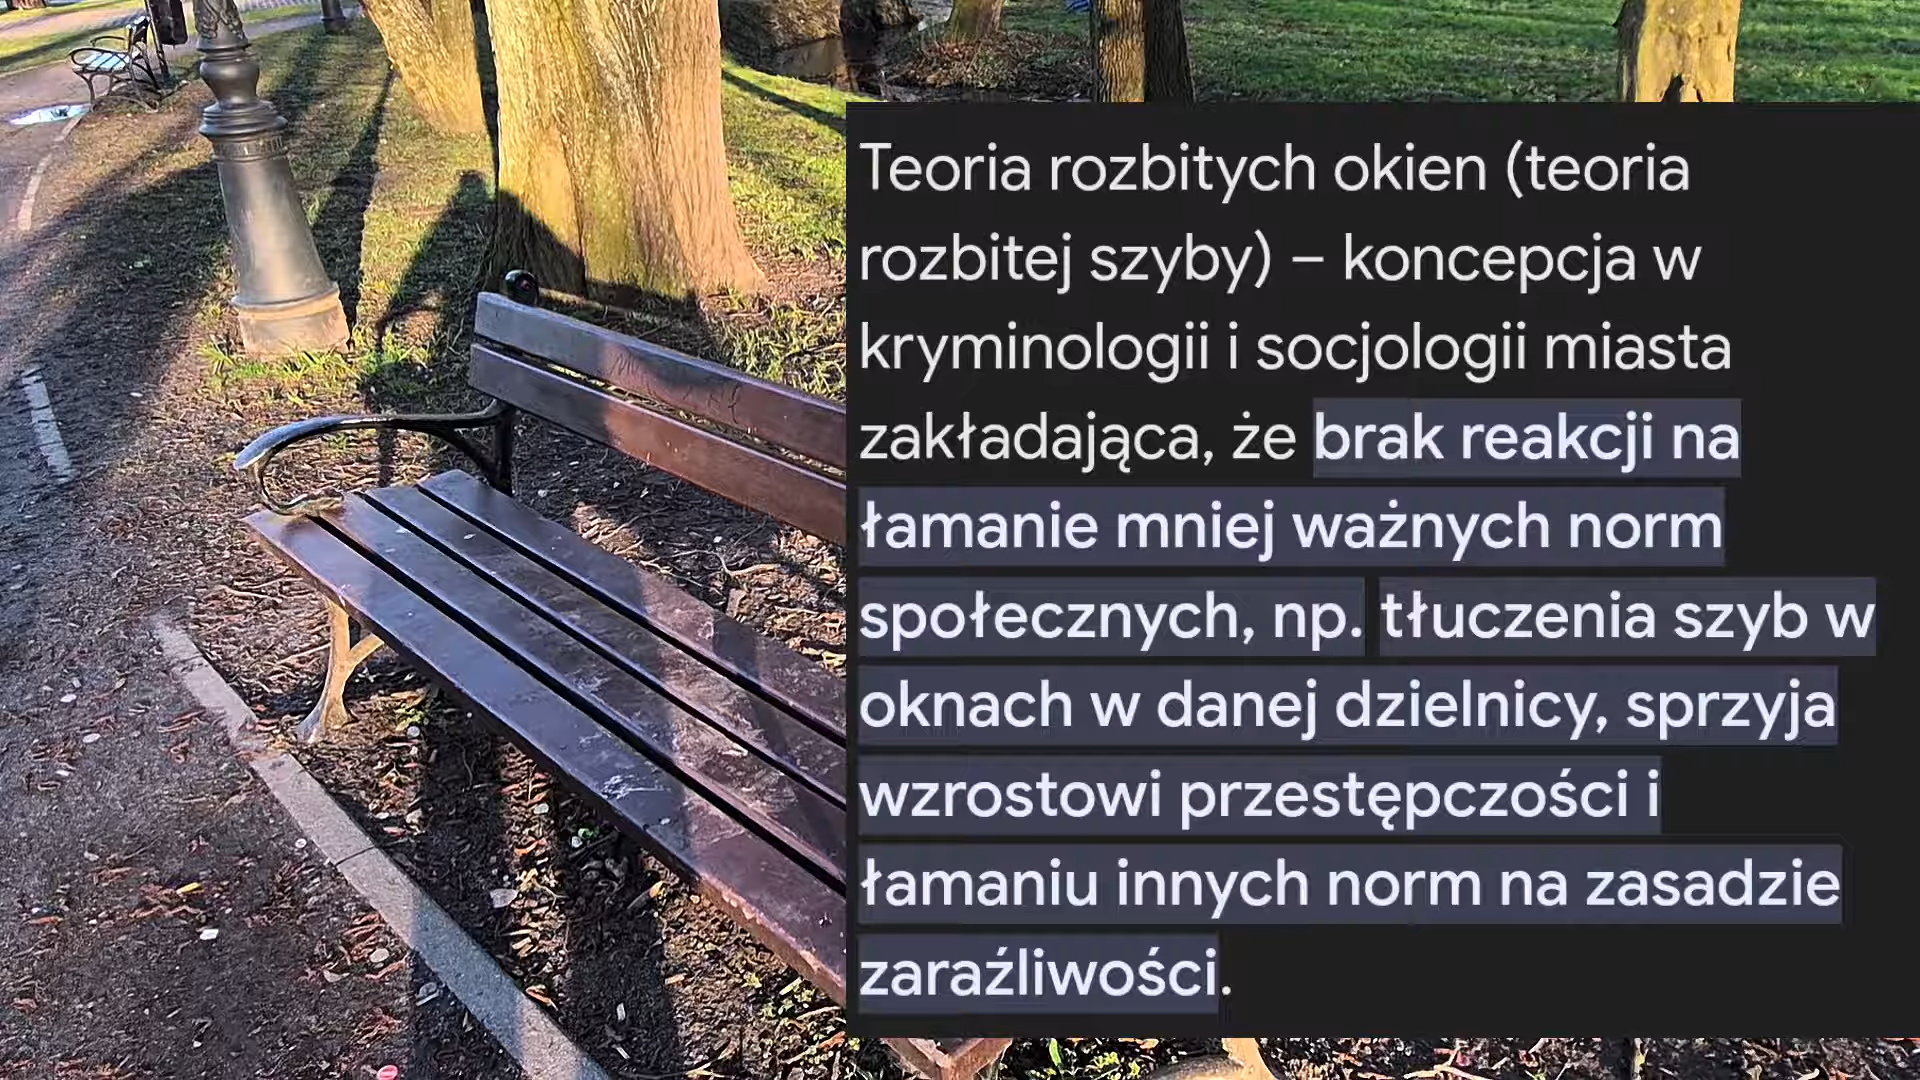 Teoria rozbitych okien (teoria
rozbitej szyby) – koncepcja w
kryminologii i socjologii miasta
zakładająca, że brak reakcji na
łamanie mniej ważnych norm
społecznych, np. tłuczenia szyb w
oknach w danej dzielnicy, sprzyja
wzrostowi przestępczości i
łamaniu innych norm na zasadzie
zaraźliwości.